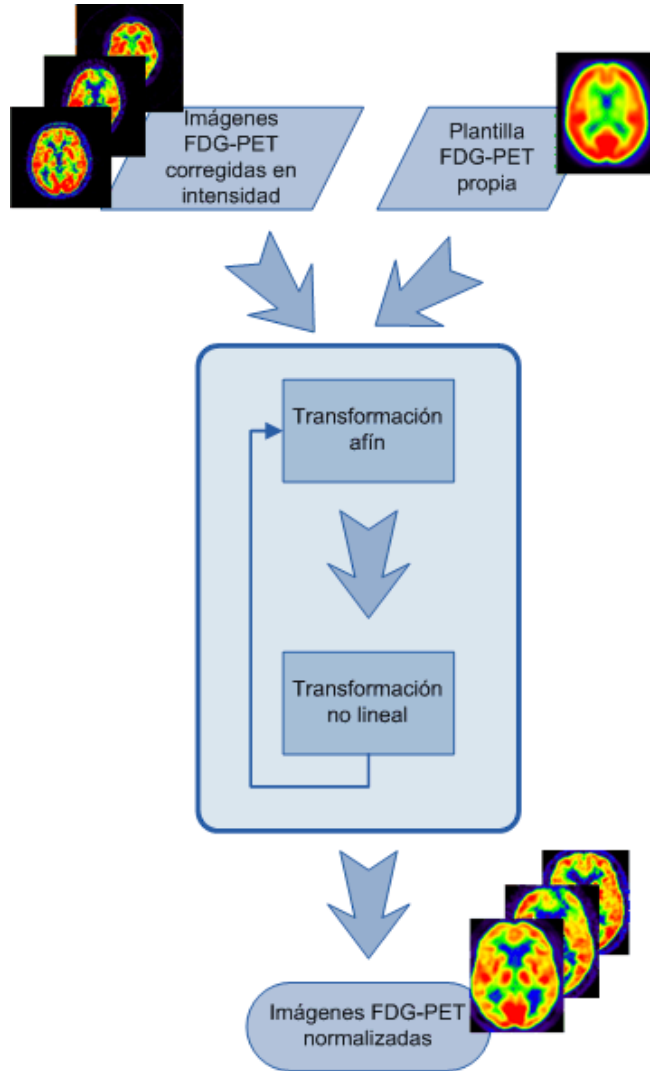 Imágenes
FDG-PET
corregidas en
intensidad
Plantilla
FDG-PET
propia
Transformación
afín
Transformación
no lineal
Imágenes FDG-PET
normalizadas